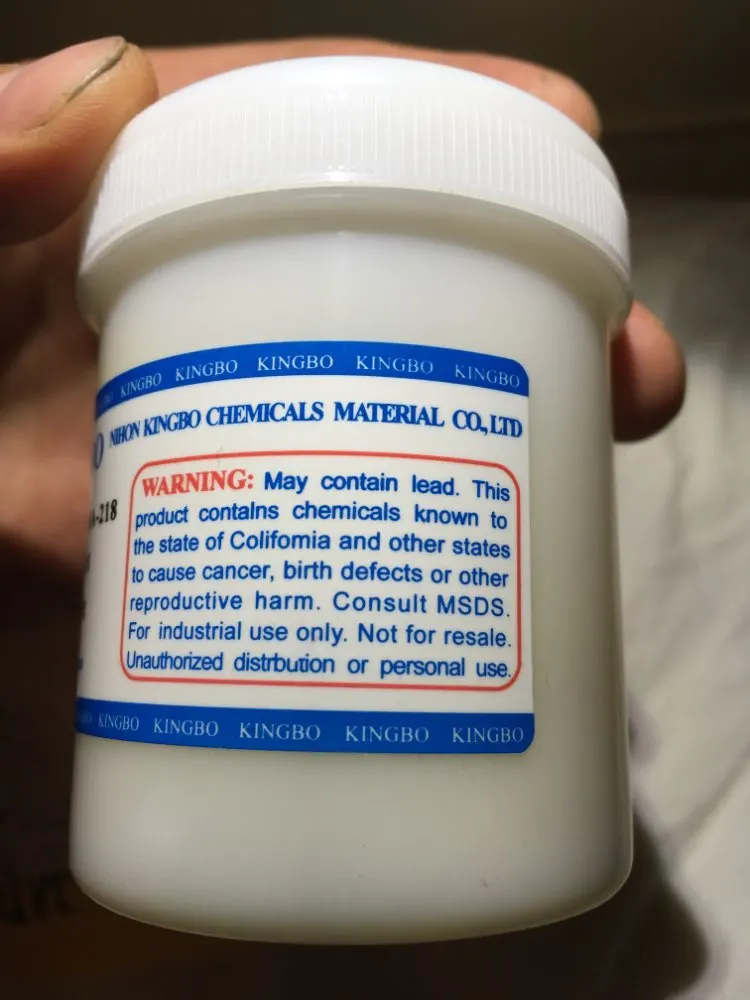 KINGBO KINGBO KINGBO KINGBO KINGBO
NIHON KINGBO CHEMICALS MATERIAL CO.,LTD
-218
WARNING: May contain lead. This
product contalns chemicals known to
the state of Colifomia and other states
to cause cancer, birth defects or other
reproductive harm. Consult MSDS.
For industrial use only. Not for resale.
Unauthorized distrbution or personal use.
KINGBO KINGBO KINGBO KINGBO KINGBO